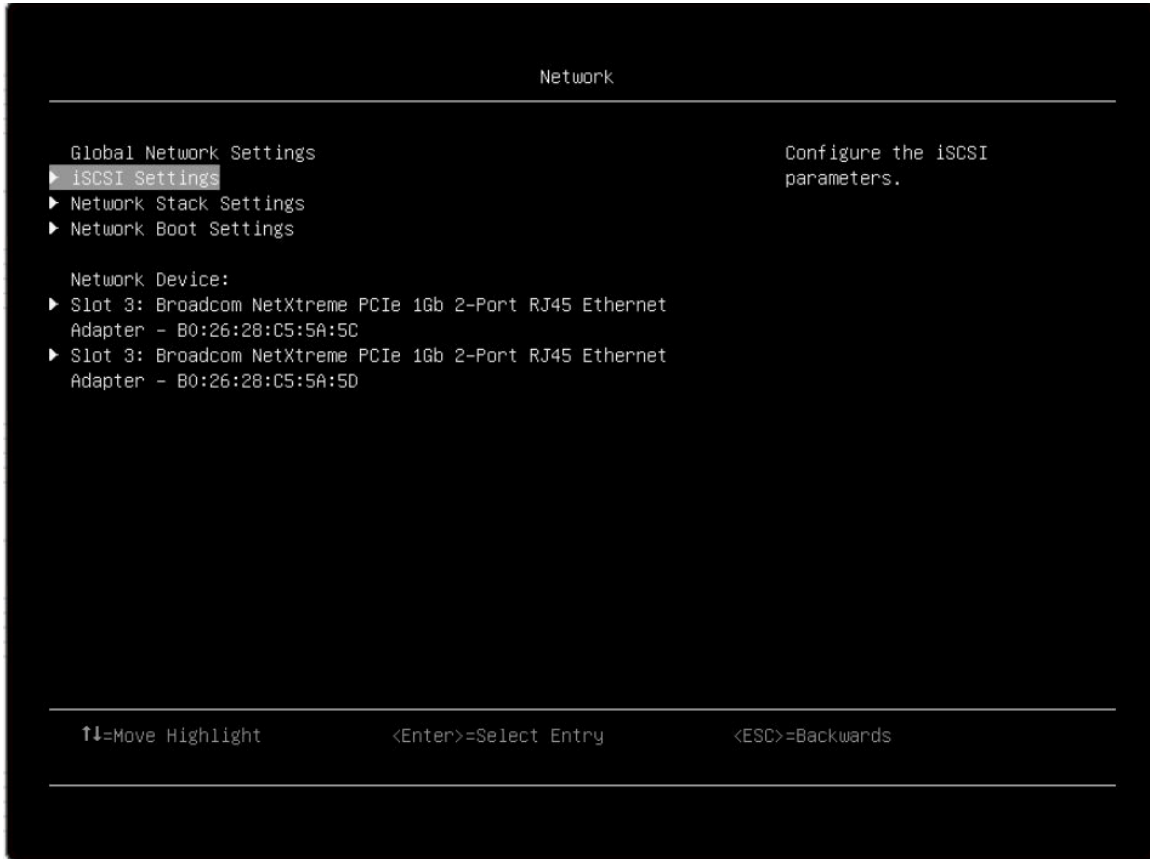 Network
Global Network Settings
▶ iSCSI Settings
▶ Network Stack Settings
▶ Network Boot Settings
Network Device:
▶ Slot 3: Broadcom NetXtreme PCIe 1Gb 2-Port RJ45 Ethernet
Adapter - B0:26:28:C5:5A:5C
▶ Slot 3: Broadcom NetXtreme PCIe 1Gb 2-Port RJ45 Ethernet
Adapter - B0:26:28:C5:5A:5D
Configure the iSCSI
parameters.
↑↓=Move Highlight <Enter>=Select Entry <ESC>=Backwards